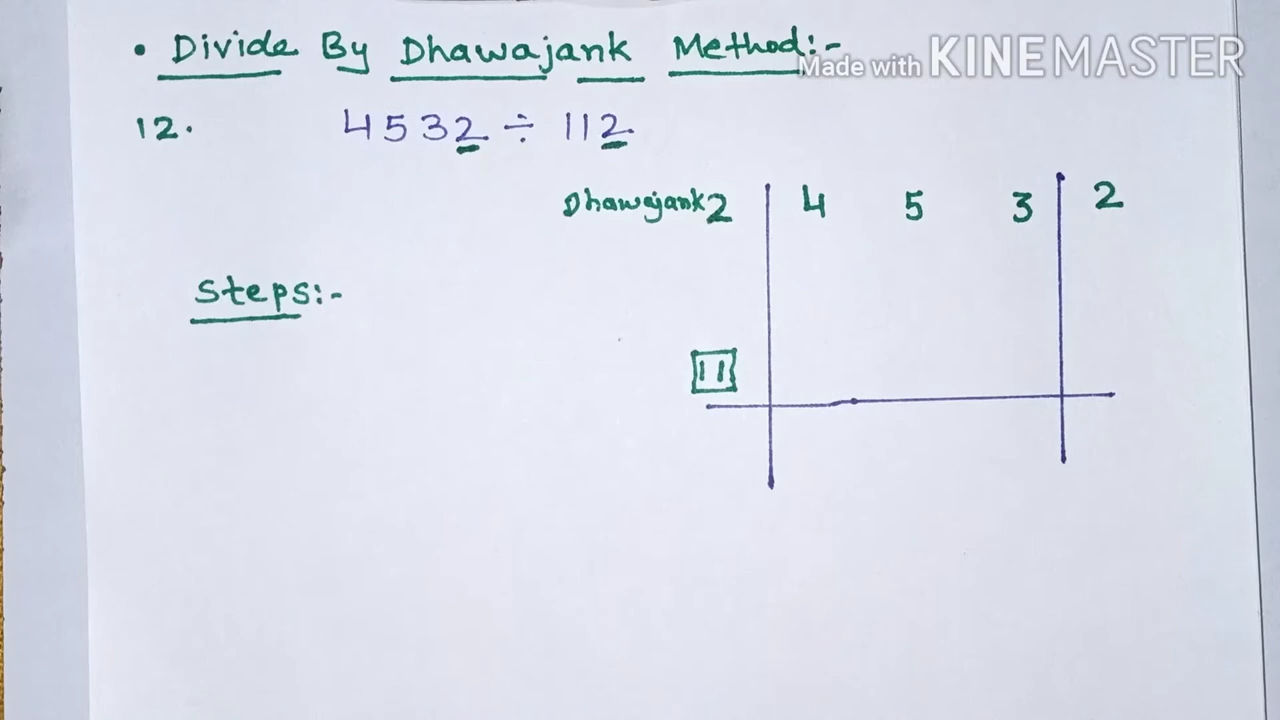 • Divide By Dhawajank Method:-
Made with KINEMASTER
12. 4532 ÷ 112
Dhawajank 2 4 5 3 2
Steps:-
11